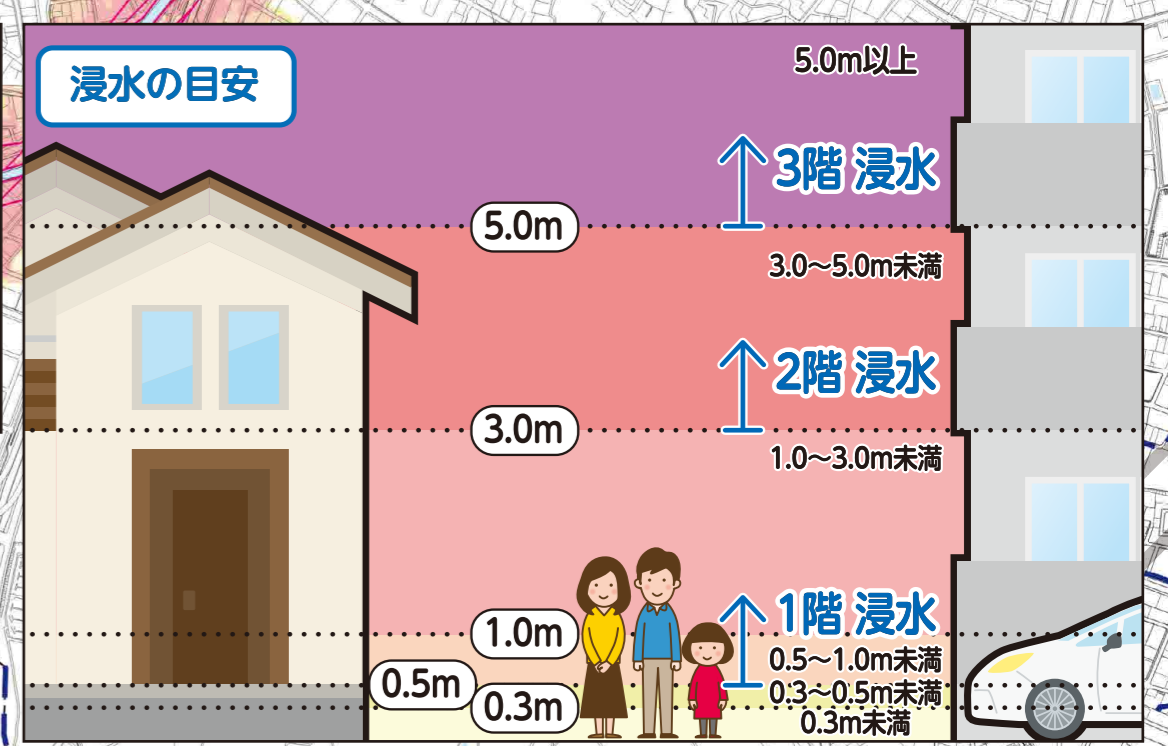 浸水の目安
5.0m以上
3階 浸水
5.0m
3.0～5.0m未満
2階 浸水
3.0m
1.0～3.0m未満
1階 浸水
1.0m
0.5～1.0m未満
0.5m
0.3～0.5m未満
0.3m
0.3m未満